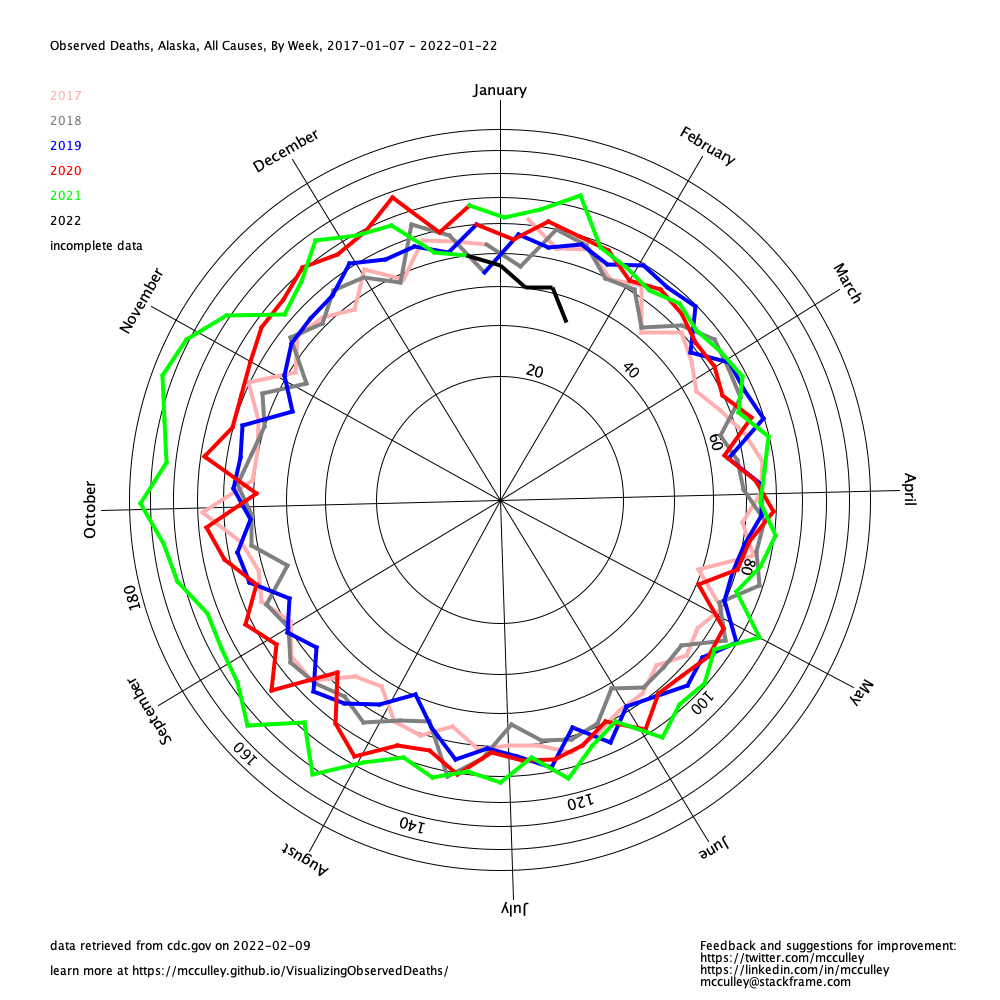 Observed Deaths, Alaska, All Causes, By Week, 2017-01-07 - 2022-01-22
January
2017
2018
2019
2020
2021
2022
incomplete data
December
February
November
March
20
40
60
October
April
80
180
September
May
100
160
120
140
August
June
July
data retrieved from cdc.gov on 2022-02-09
learn more at https://mcculley.github.io/VisualizingObservedDeaths/
Feedback and suggestions for improvement:
https://twitter.com/mcculley
https://linkedin.com/in/mcculley
mcculley@stackframe.com